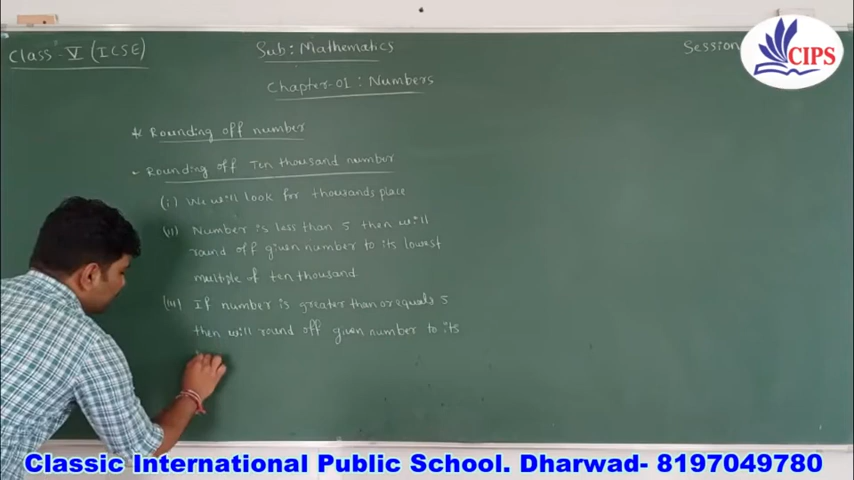 Class - V (ICSE)
Sub : Mathematics
Session
CIPS
Chapter-01 : Numbers
* Rounding off number
- Rounding off Ten thousand number
(i) We will look for thousands place
(ii) Number is less than 5 then will
round off given number to its lowest
multiple of ten thousand
(iii) If number is greater than or equals 5
then will round off given number to its
Classic International Public School. Dharwad- 8197049780